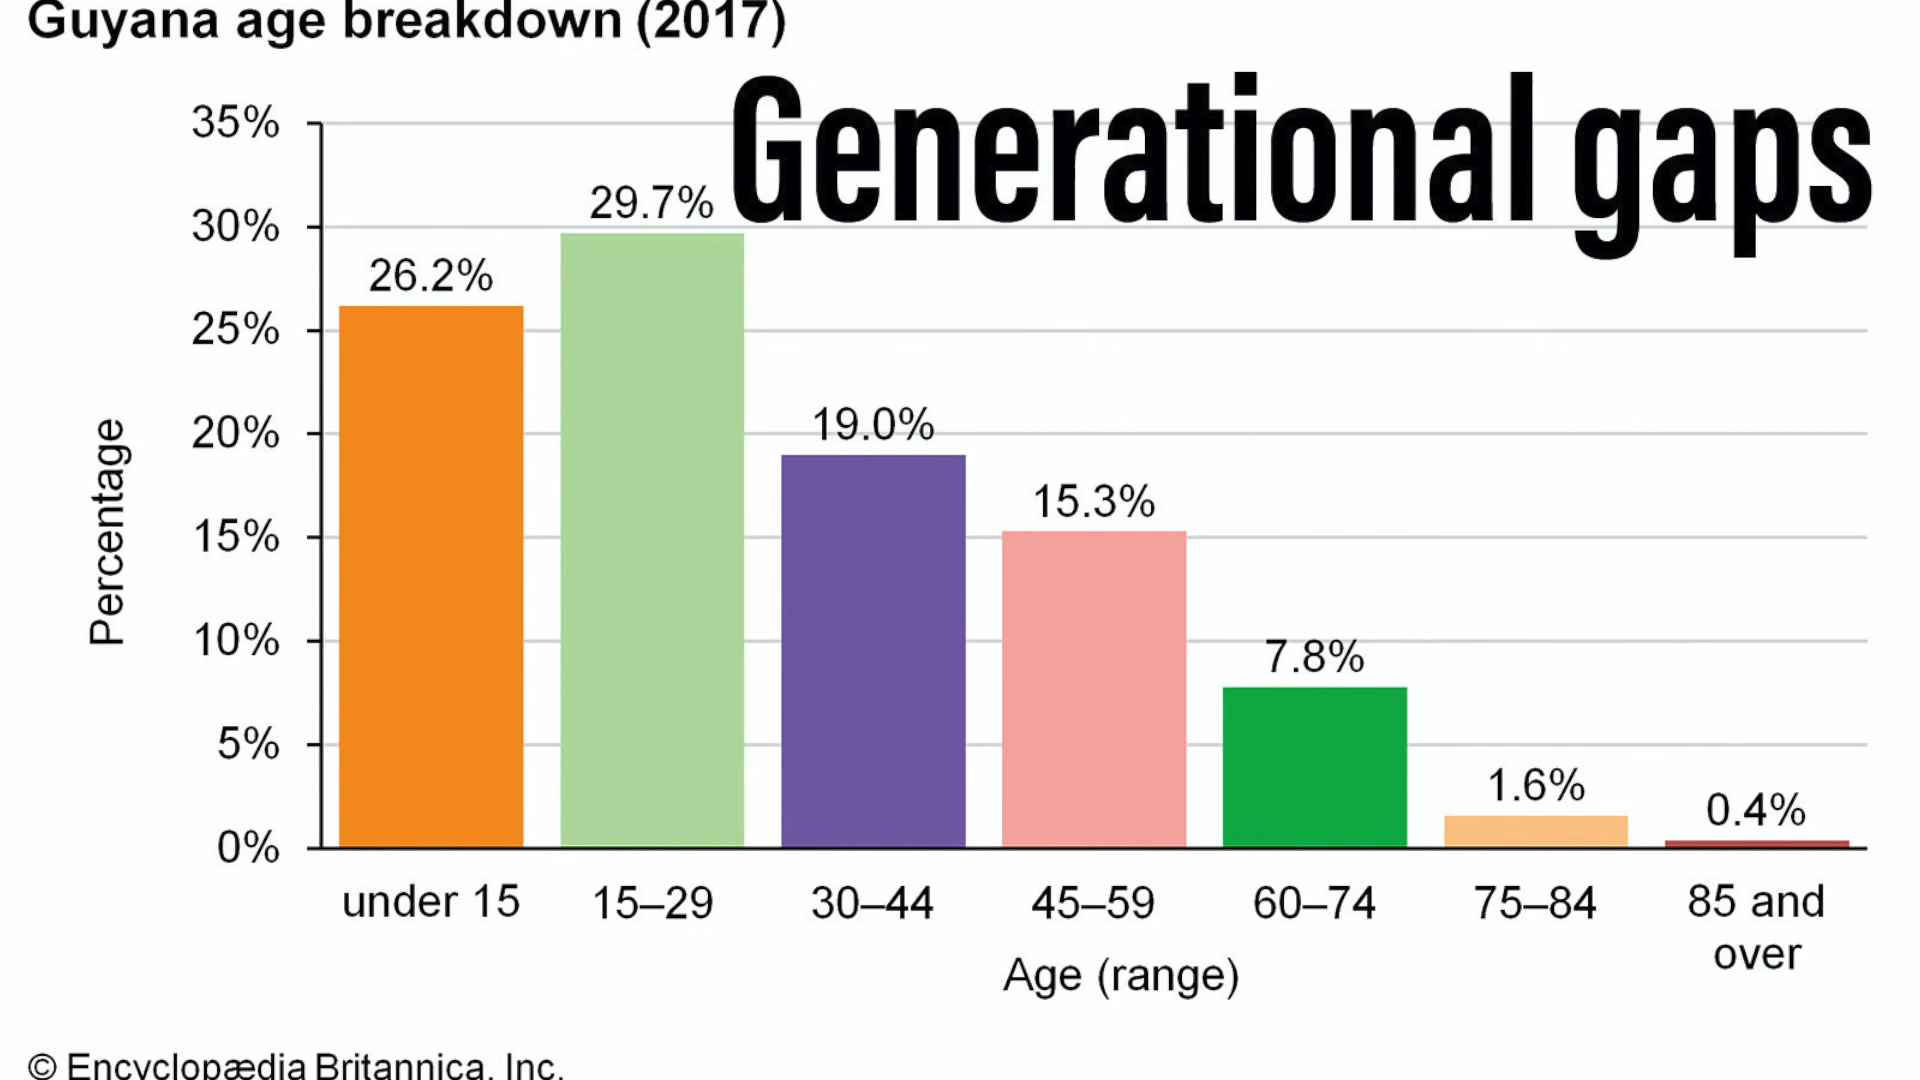 Guyana age breakdown (2017)
Generational gaps
35%
30%
25%
20%
15%
10%
5%
0%
Percentage
26.2%
29.7%
19.0%
15.3%
7.8%
1.6%
0.4%
under 15
15–29
30–44
45–59
60–74
75–84
85 and
over
Age (range)
© Encyclopædia Britannica, Inc.